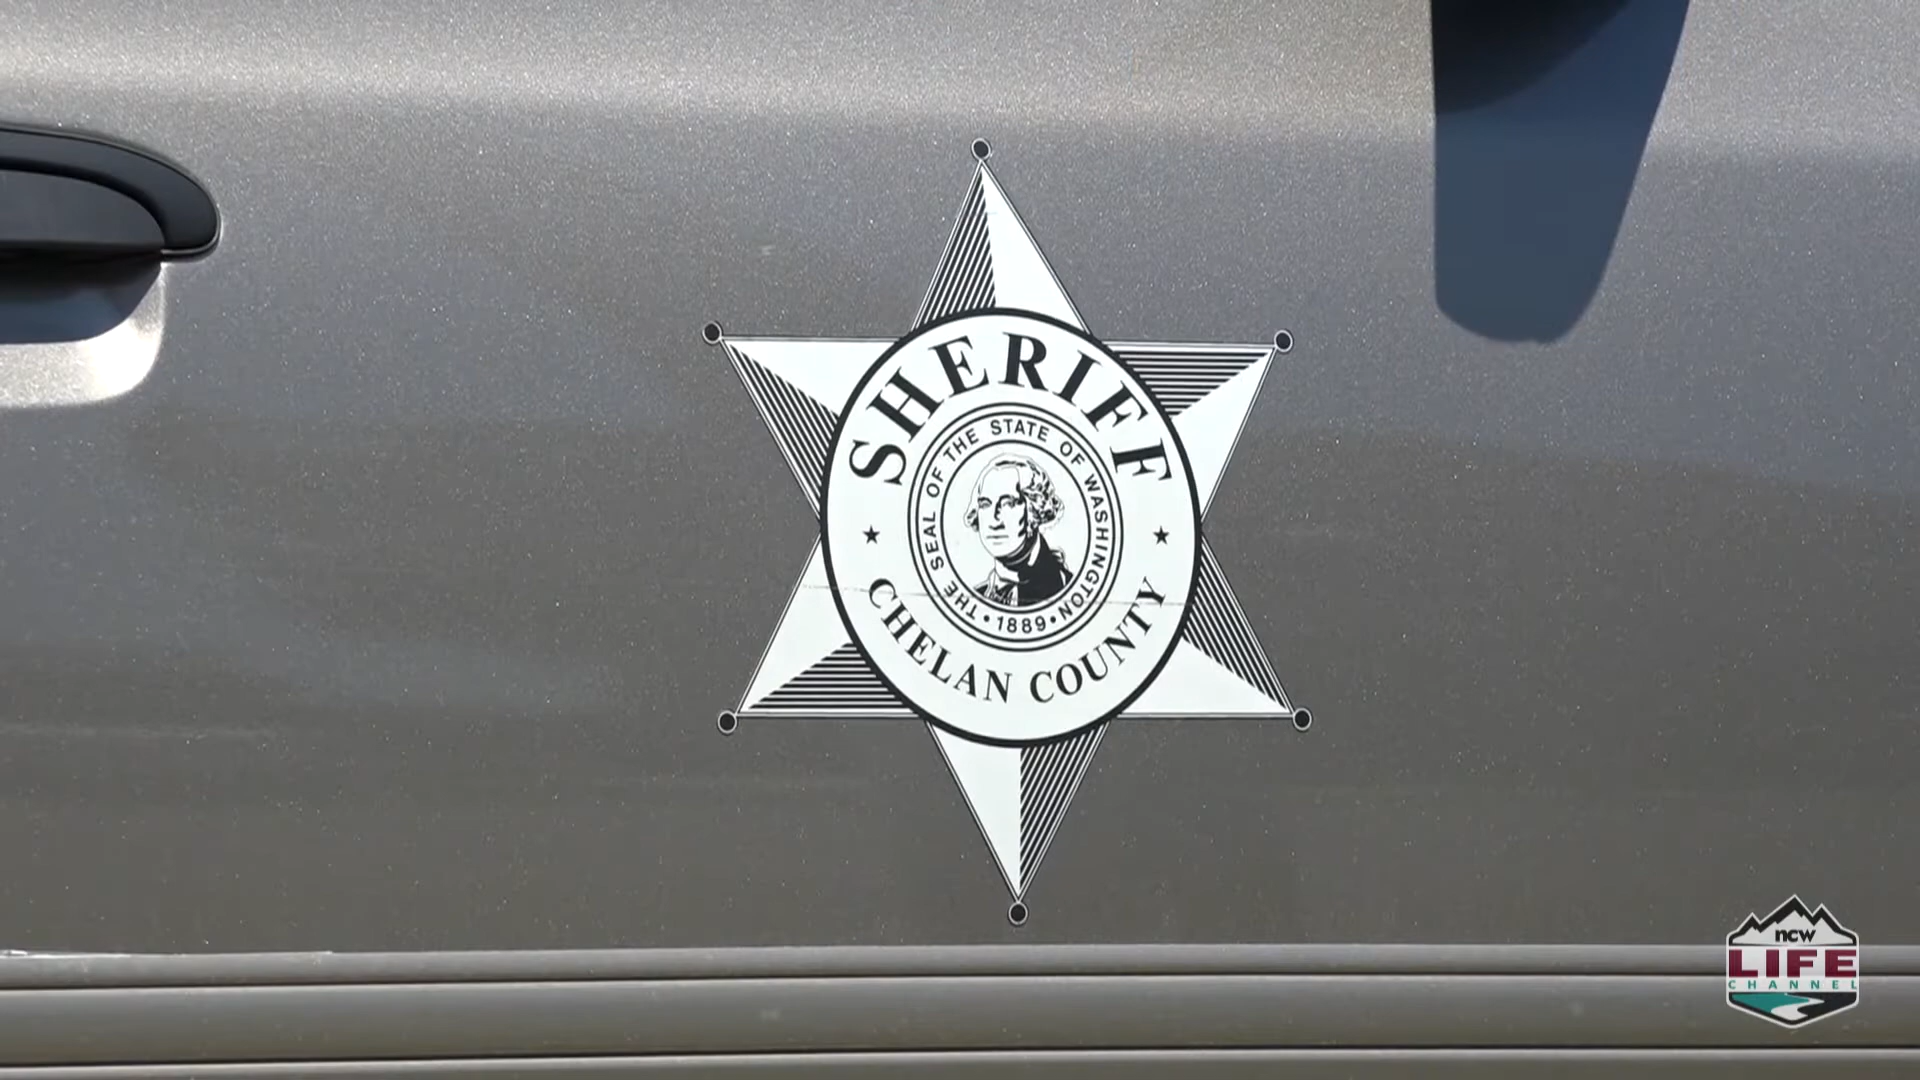 SHERIFF
THE SEAL OF THE STATE OF WASHINGTON
• 1889 •
CHELAN COUNTY
ncw
LIFE
CHANNEL